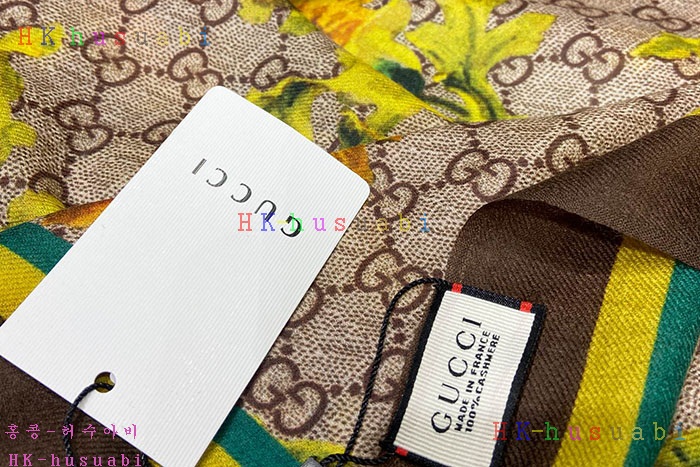 HK-husuabi
GUCCI
HK-husuabi
GUCCI
MADE IN FRANCE
100% CASHMERE
HK-husuabi
홍콩-허수아비
HK-husuabi